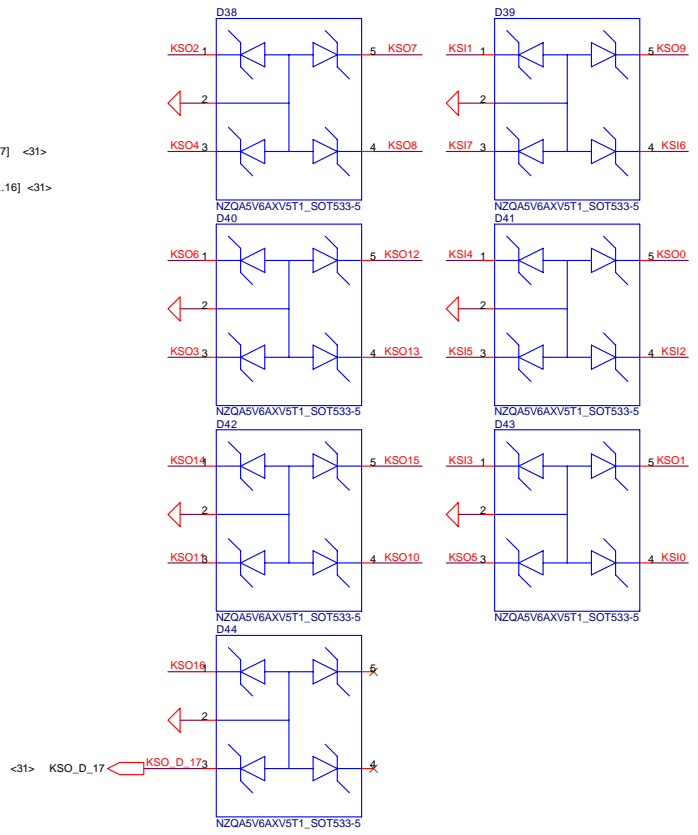 D38
KSO2 1
5 KSO7
2
KSO4 3
4 KSO8
NZQA5V6AXV5T1_SOT533-5
D39
KSI1 1
5 KSO9
2
KSI7 3
4 KSI6
NZQA5V6AXV5T1_SOT533-5
7] <31>
.16] <31>
D40
KSO6 1
5 KSO12
2
KSO3 3
4 KSO13
NZQA5V6AXV5T1_SOT533-5
D41
KSI4 1
5 KSO0
2
KSI5 3
4 KSI2
NZQA5V6AXV5T1_SOT533-5
D42
KSO14 1
5 KSO15
2
KSO11 3
4 KSO10
NZQA5V6AXV5T1_SOT533-5
D43
KSI3 1
5 KSO1
2
KSO5 3
4 KSI0
NZQA5V6AXV5T1_SOT533-5
D44
KSO16 1
5
2
<31> KSO_D_17 KSO_D_17 3
4
NZQA5V6AXV5T1_SOT533-5